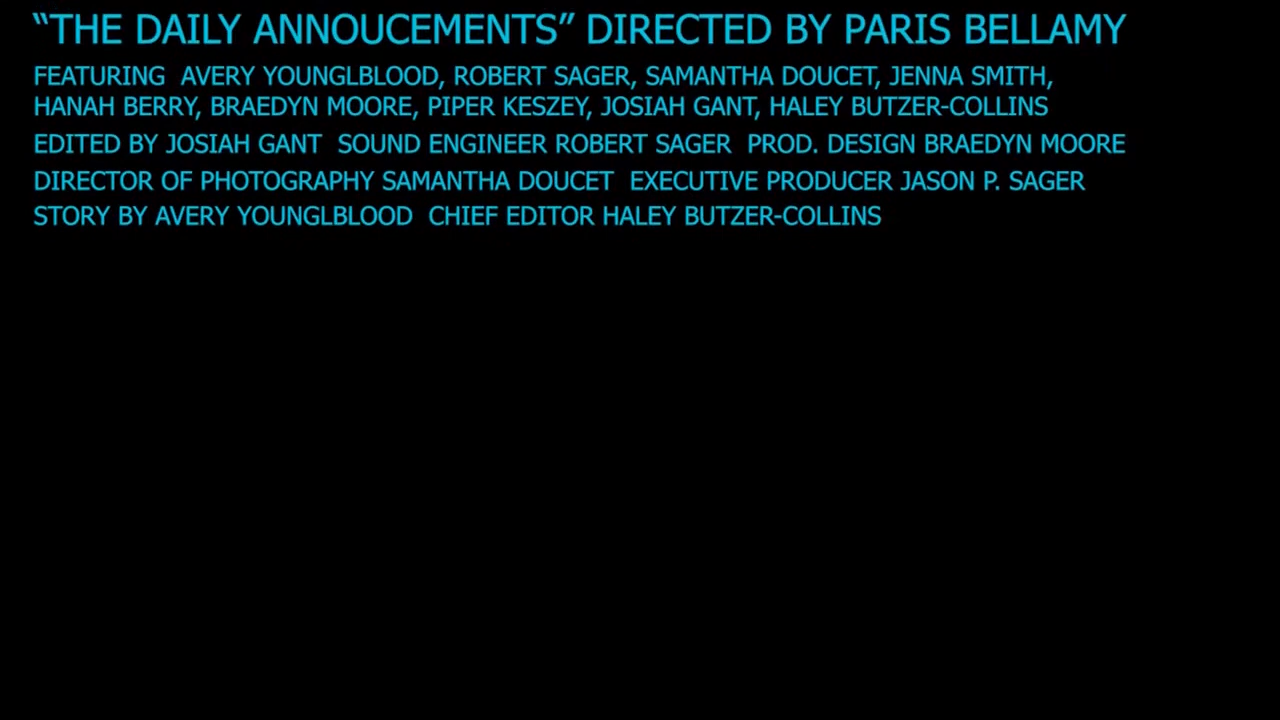 “THE DAILY ANNOUCEMENTS” DIRECTED BY PARIS BELLAMY
FEATURING  AVERY YOUNGLBLOOD, ROBERT SAGER, SAMANTHA DOUCET, JENNA SMITH,
HANAH BERRY, BRAEDYN MOORE, PIPER KESZEY, JOSIAH GANT, HALEY BUTZER-COLLINS
EDITED BY JOSIAH GANT  SOUND ENGINEER ROBERT SAGER  PROD. DESIGN BRAEDYN MOORE
DIRECTOR OF PHOTOGRAPHY SAMANTHA DOUCET  EXECUTIVE PRODUCER JASON P. SAGER
STORY BY AVERY YOUNGLBLOOD  CHIEF EDITOR HALEY BUTZER-COLLINS